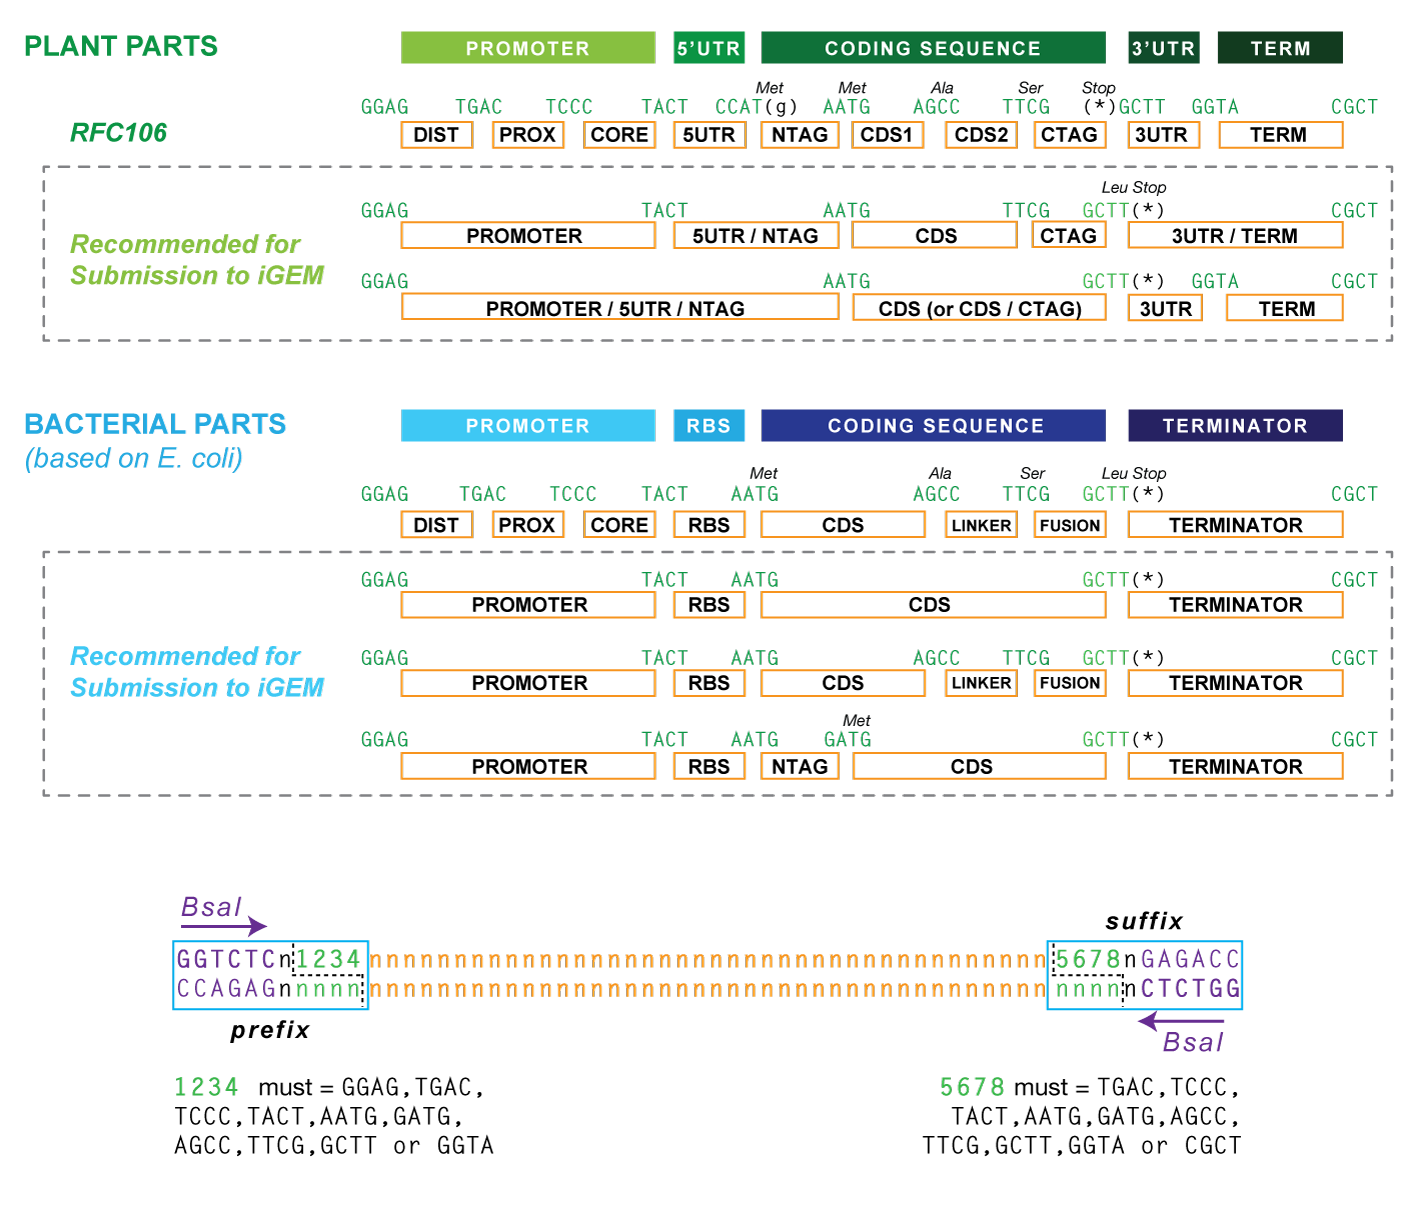 PLANT PARTS PROMOTER 5'UTR CODING SEQUENCE 3'UTR TERM
Met Met Ala Ser Stop
GGAG TGAC TCCC TACT CCAT(g) AATG AGCC TTCG (*)GCTT GGTA CGCT
RFC106 DIST PROX CORE 5UTR NTAG CDS1 CDS2 CTAG 3UTR TERM
Leu Stop
GGAG TACT AATG TTCG GCTT(*) CGCT
PROMOTER 5UTR / NTAG CDS CTAG 3UTR / TERM
Recommended for
Submission to iGEM
GGAG AATG GCTT(*) GGTA CGCT
PROMOTER / 5UTR / NTAG CDS (or CDS / CTAG) 3UTR TERM
BACTERIAL PARTS PROMOTER RBS CODING SEQUENCE TERMINATOR
(based on E. coli)
Met Ala Ser Leu Stop
GGAG TGAC TCCC TACT AATG AGCC TTCG GCTT(*) CGCT
DIST PROX CORE RBS CDS LINKER FUSION TERMINATOR
GGAG TACT AATG GCTT(*) CGCT
PROMOTER RBS CDS TERMINATOR
Recommended for
Submission to iGEM
GGAG TACT AATG AGCC TTCG GCTT(*) CGCT
PROMOTER RBS CDS LINKER FUSION TERMINATOR
Met
GGAG TACT AATG GATG GCTT(*) CGCT
PROMOTER RBS NTAG CDS TERMINATOR
BsaI
suffix
GGTCTCn1234nnnnnnnnnnnnnnnnnnnnnnnnnnnnnnnnnnnnnnnn5678nGAGACC
CCAGAGnnnnnnnnnnnnnnnnnnnnnnnnnnnnnnnnnnnnnnnnnnnnnnnnnCTCTGG
prefix
BsaI
1234 must = GGAG,TGAC,
TCCC,TACT,AATG,GATG,
AGCC,TTCG,GCTT or GGTA
5678 must = TGAC,TCCC,
TACT,AATG,GATG,AGCC,
TTCG,GCTT,GGTA or CGCT